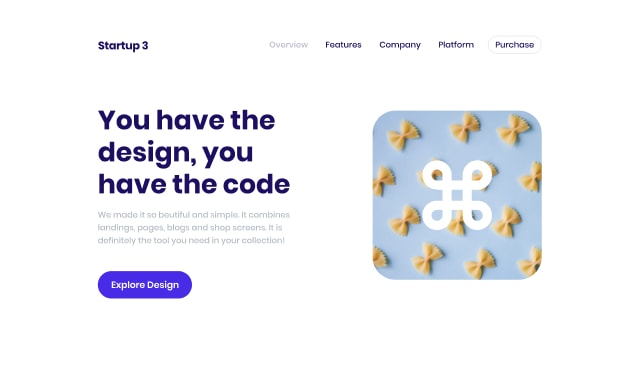 Startup 3
Overview Features Company Platform Purchase
You have the
design, you
have the code
We made it so beutiful and simple. It combines
landings, pages, blogs and shop screens. It is
definitely the tool you need in your collection!
Explore Design